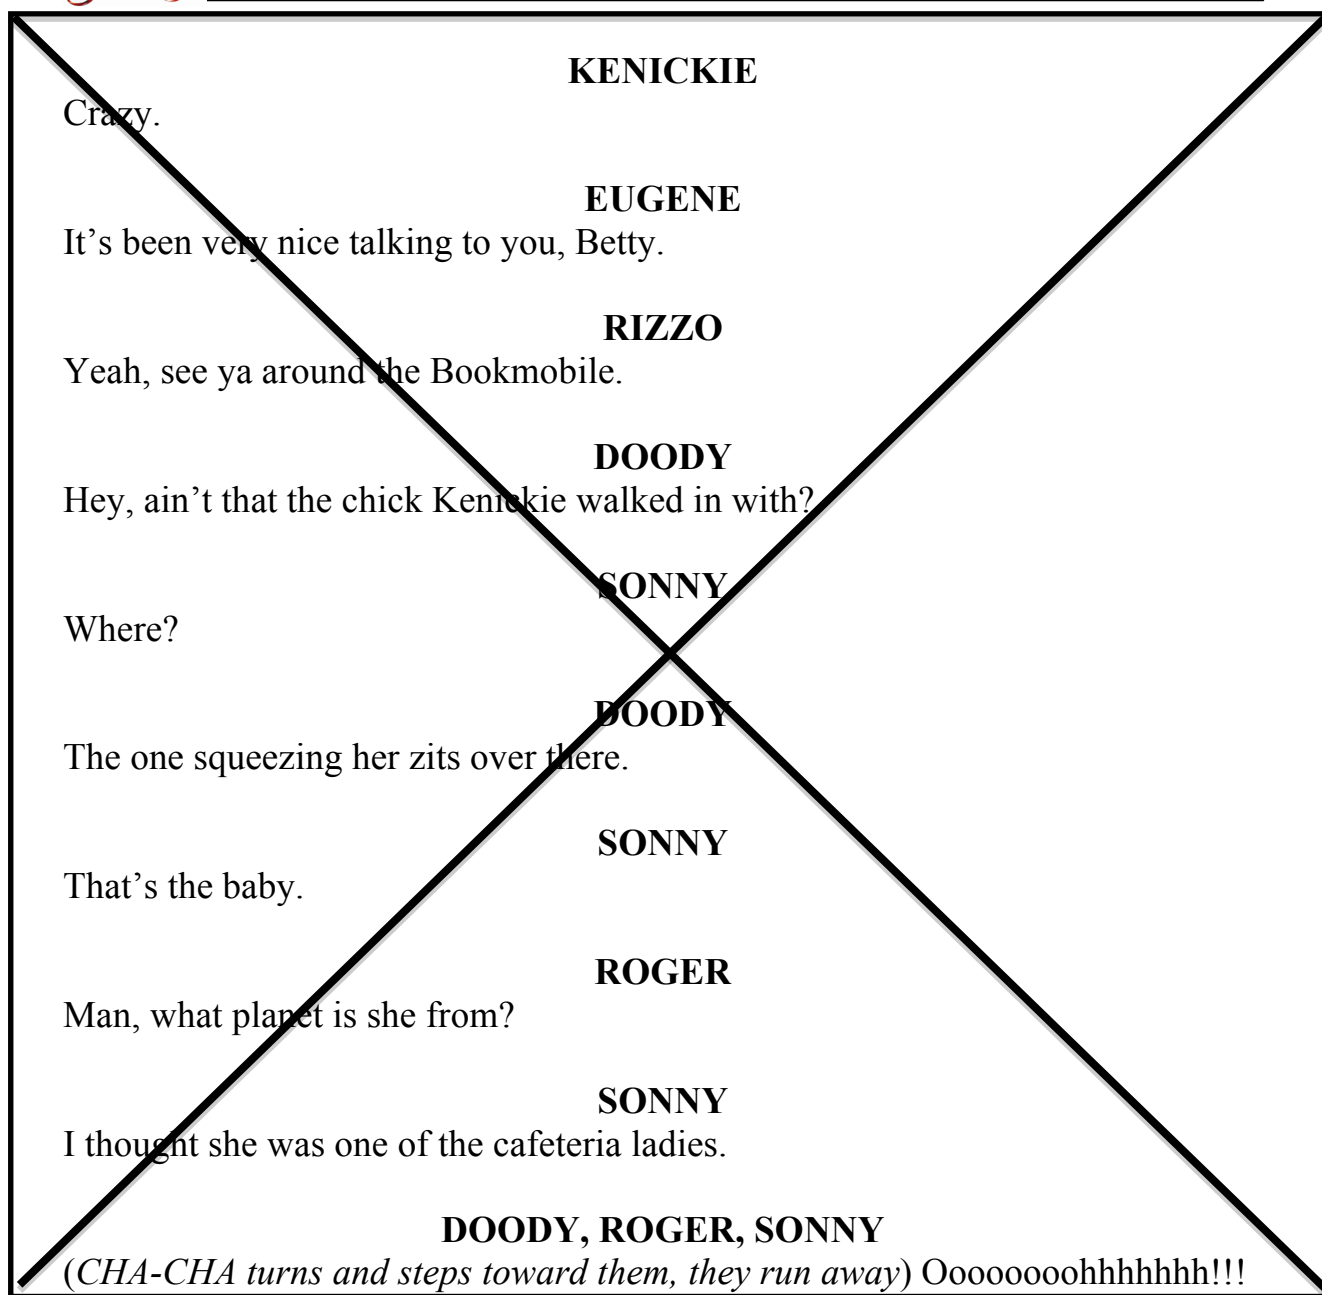 KENICKIE
Crazy.
EUGENE
It’s been very nice talking to you, Betty.
RIZZO
Yeah, see ya around the Bookmobile.
DOODY
Hey, ain’t that the chick Kenickie walked in with?
SONNY
Where?
DOODY
The one squeezing her zits over there.
SONNY
That’s the baby.
ROGER
Man, what planet is she from?
SONNY
I thought she was one of the cafeteria ladies.
DOODY, ROGER, SONNY
(CHA-CHA turns and steps toward them, they run away) Oooooooohhhhhhh!!!